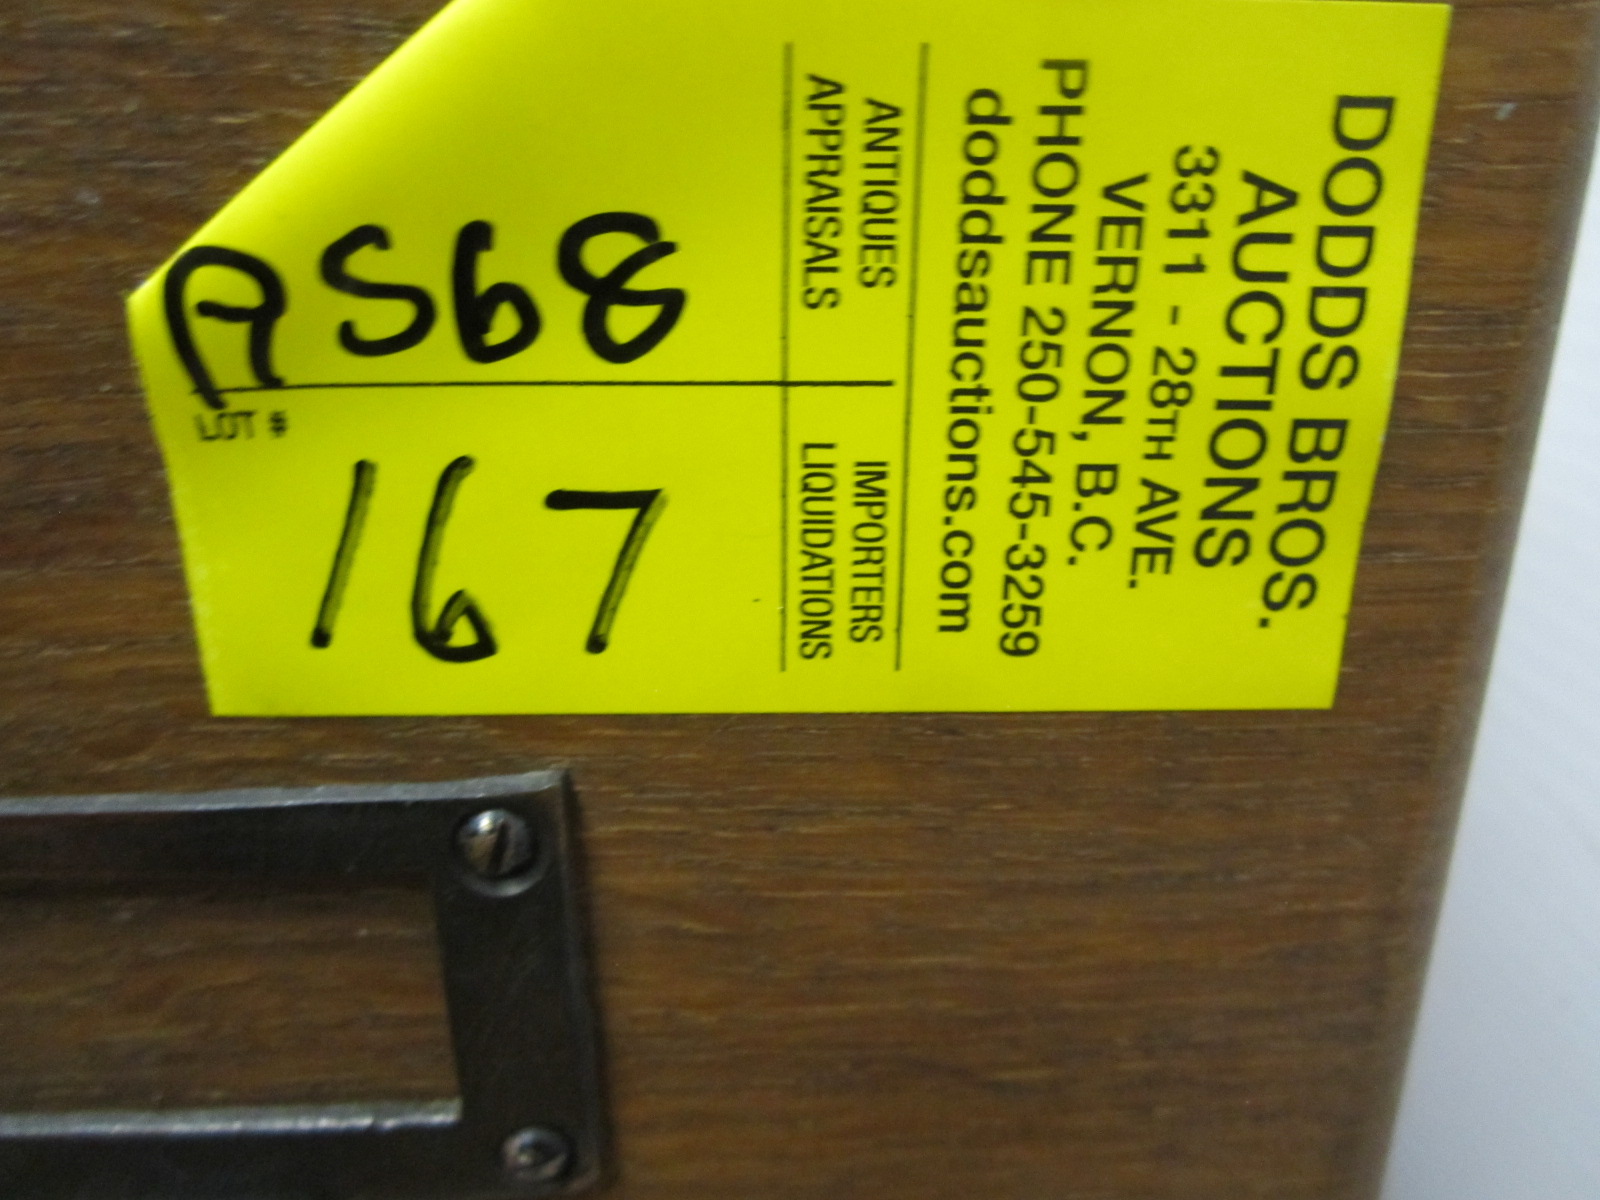 DODDS BROS.
AUCTIONS
3311 - 28TH AVE.
VERNON, B.C.
PHONE 250-545-3259
doddsauctions.com
ANTIQUES
APPRAISALS
IMPORTERS
LIQUIDATIONS
A568
LOT #
167